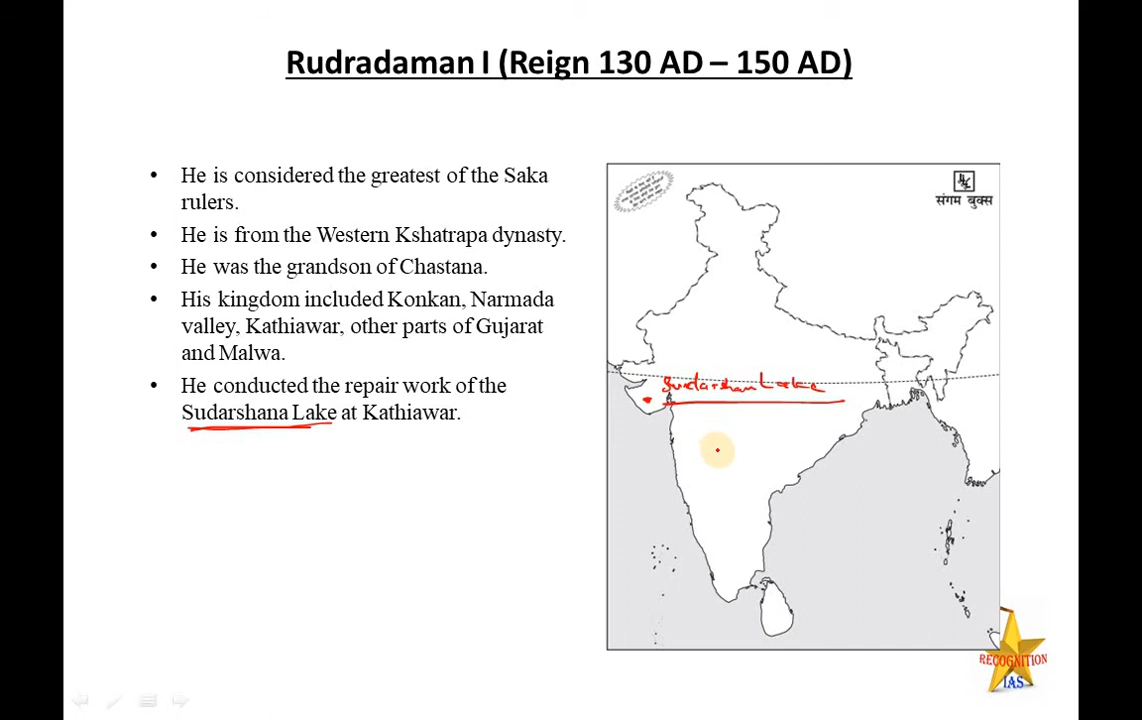 Rudradaman I (Reign 130 AD – 150 AD)
• He is considered the greatest of the Saka
rulers.
• He is from the Western Kshatrapa dynasty.
• He was the grandson of Chastana.
• His kingdom included Konkan, Narmada
valley, Kathiawar, other parts of Gujarat
and Malwa.
• He conducted the repair work of the
Sudarshana Lake at Kathiawar.
संगम बुक्स
Sudarshan Lake
RECOGNITION
IAS